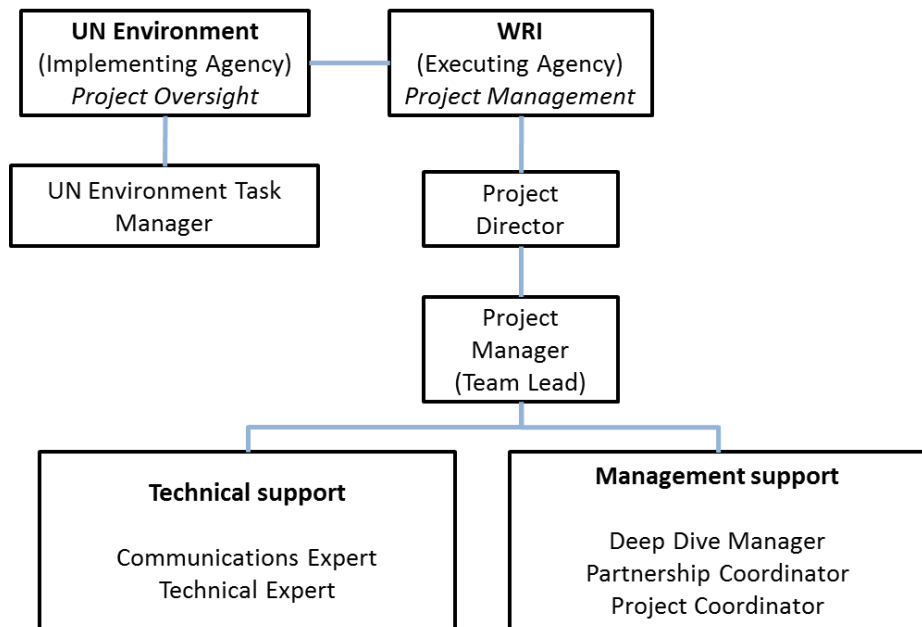 UN Environment
(Implementing Agency)
Project Oversight
WRI
(Executing Agency)
Project Management
UN Environment Task
Manager
Project
Director
Project
Manager
(Team Lead)
Technical support
Communications Expert
Technical Expert
Management support
Deep Dive Manager
Partnership Coordinator
Project Coordinator